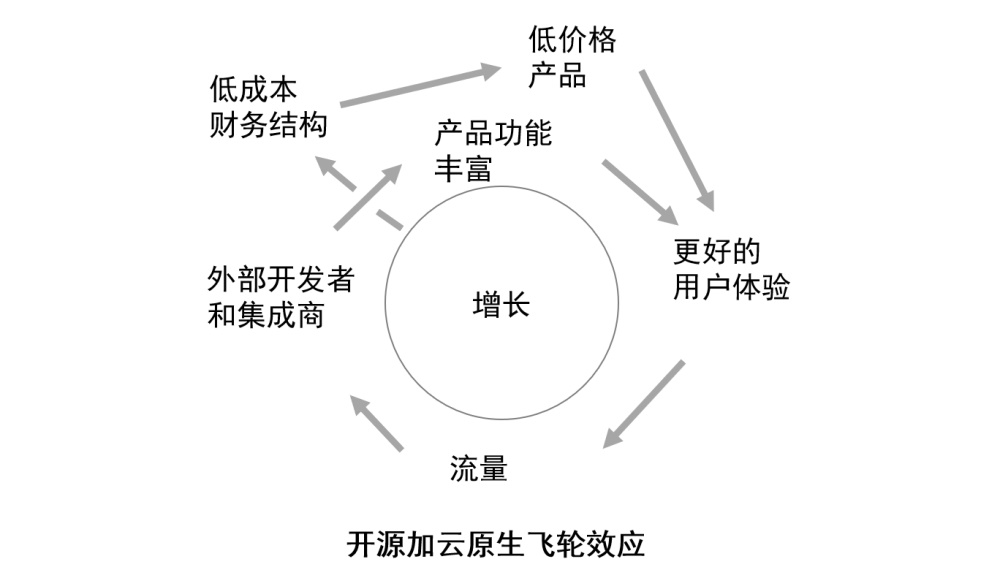 低价格
产品
低成本
财务结构
产品功能
丰富
更好的
用户体验
外部开发者
和集成商
增长
流量
开源加云原生飞轮效应